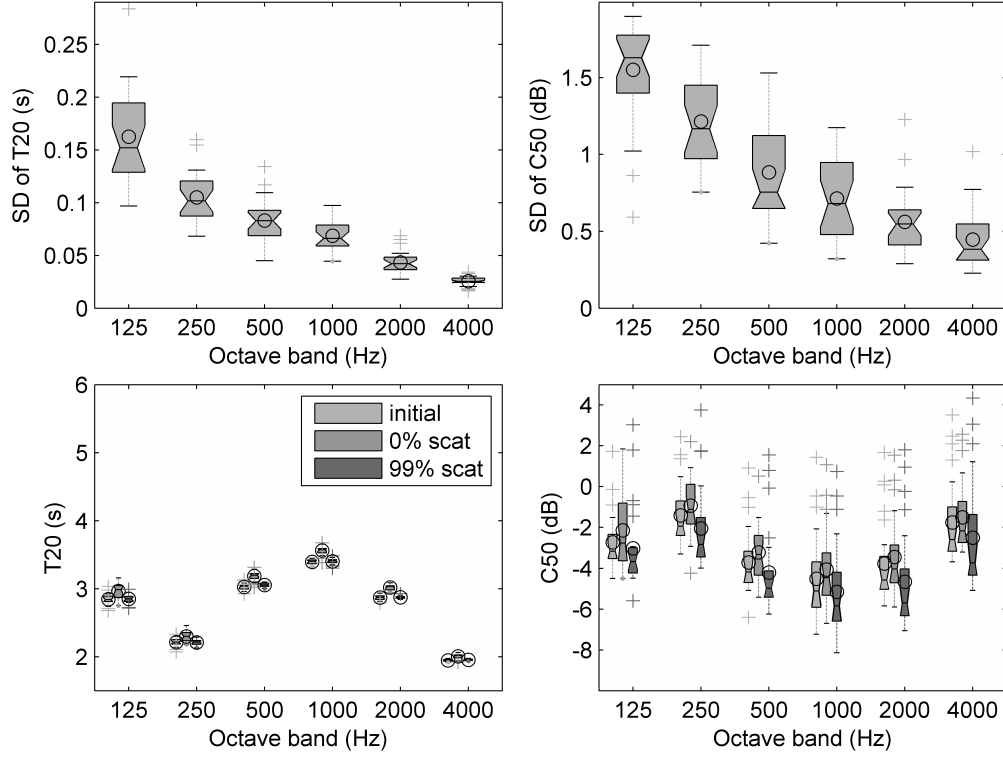 SD of T20 (s)
0.25
0.2
0.15
0.1
0.05
0
125 250 500 1000 2000 4000
Octave band (Hz)
SD of C50 (dB)
1.5
1
0.5
0
125 250 500 1000 2000 4000
Octave band (Hz)
T20 (s)
6
5
4
3
2
initial
0% scat
99% scat
125 250 500 1000 2000 4000
Octave band (Hz)
C50 (dB)
4
2
0
-2
-4
-6
-8
125 250 500 1000 2000 4000
Octave band (Hz)